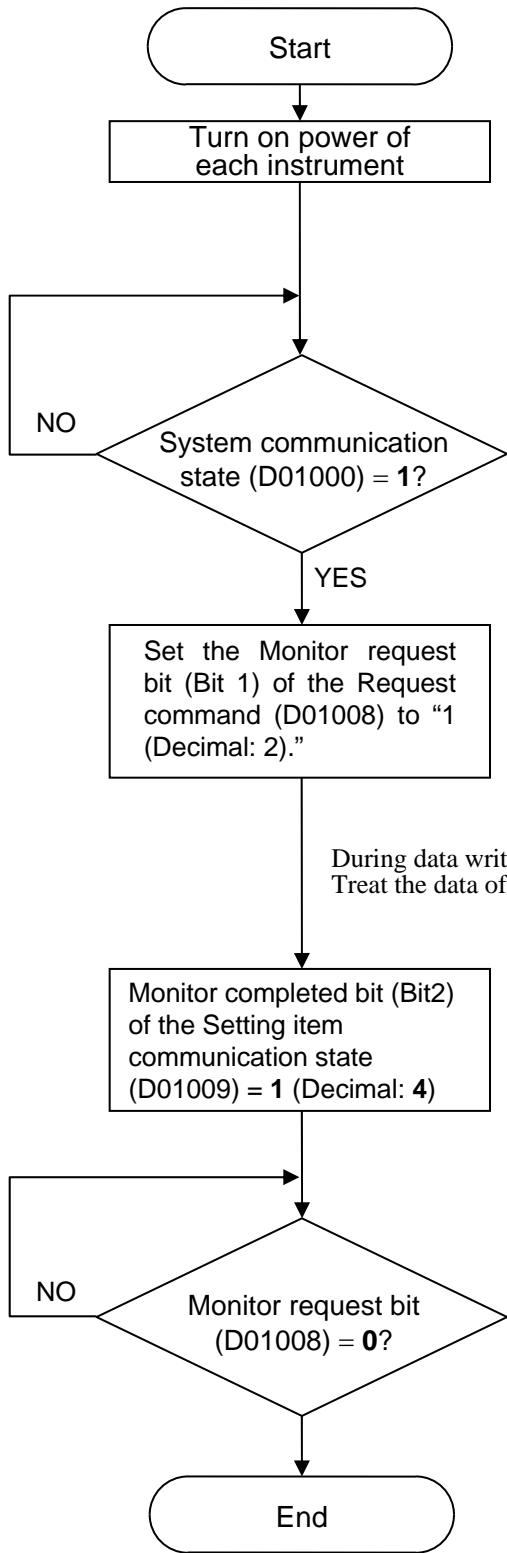 Start
Turn on power of
each instrument
NO
System communication
state (D01000) = 1?
YES
Set the Monitor request
bit (Bit 1) of the Request
command (D01008) to “1
(Decimal: 2).”
During data writ
Treat the data of
Monitor completed bit (Bit2)
of the Setting item
communication state
(D01009) = 1 (Decimal: 4)
NO
Monitor request bit
(D01008) = 0?
End